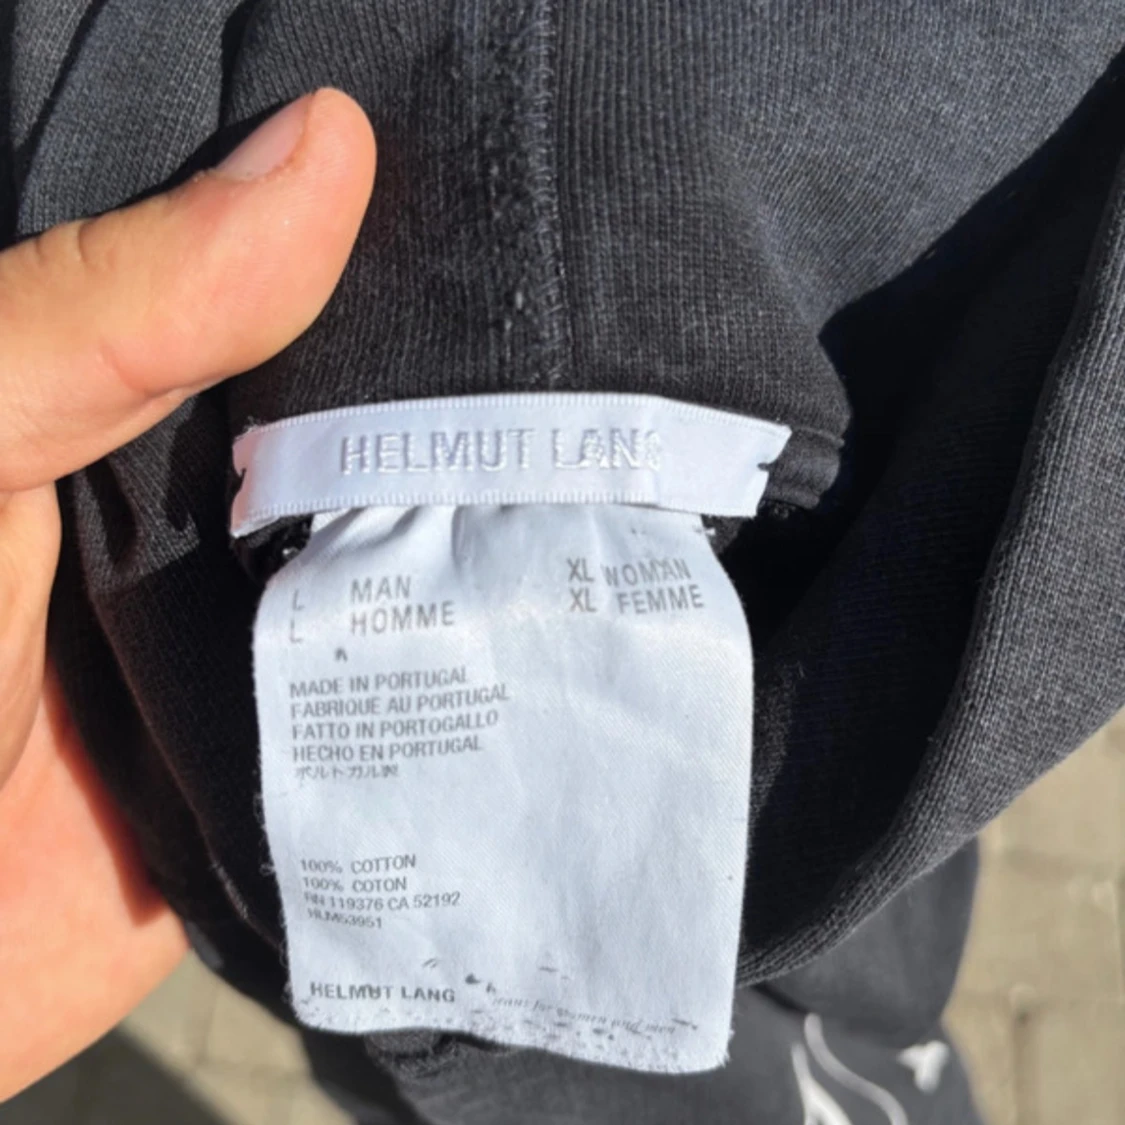 HELMUT LANG
L MAN XL WOMAN
L HOMME XL FEMME
MADE IN PORTUGAL
FABRIQUE AU PORTUGAL
FATTO IN PORTOGALLO
HECHO EN PORTUGAL
ポルトガル製
100% COTTON
100% COTON
RN 119376 CA 52192
HLM53951
HELMUT LANG